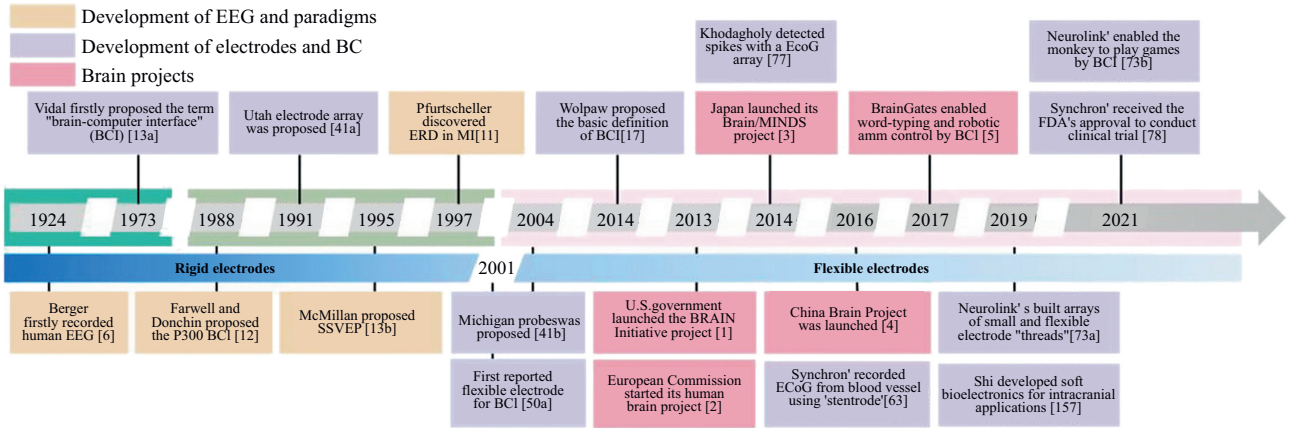 Development of EEG and paradigms
Development of electrodes and BC
Brain projects
Vidal firstly proposed the term
"brain-computer interface"
(BCI) [13a]
Utah electrode array
was proposed [41a]
Pfurtscheller
discovered
ERD in MI[11]
Wolpaw proposed
the basic definition
of BCI[17]
Khodagholy detected
spikes with a EcoG
array [77]
Japan launched its
Brain/MINDS
project [3]
BrainGates enabled
word-typing and robotic
amm control by BCl [5]
Neurolink' enabled the
monkey to play games
by BCI [73b]
Synchron' received the
FDA's approval to conduct
clinical trial [78]
1924
1973
1988
1991
1995
1997
2004
2014
2013
2014
2016
2017
2019
2021
Rigid electrodes
2001
Flexible electrodes
Berger
firstly recorded
human EEG [6]
Farwell and
Donchin proposed
the P300 BCl [12]
McMillan proposed
SSVEP [13b]
Michigan probeswas
proposed [41b]
First reported
flexible electrode
for BCl [50a]
U.S.government
launched the BRAIN
Initiative project [1]
European Commission
started its human
brain project [2]
China Brain Project
was launched [4]
Synchron' recorded
ECoG from blood vessel
using 'stentrode'[63]
Neurolink' s built arrays
of small and flexible
electrode "threads"[73a]
Shi developed soft
bioelectronics for intracranial
applications [157]